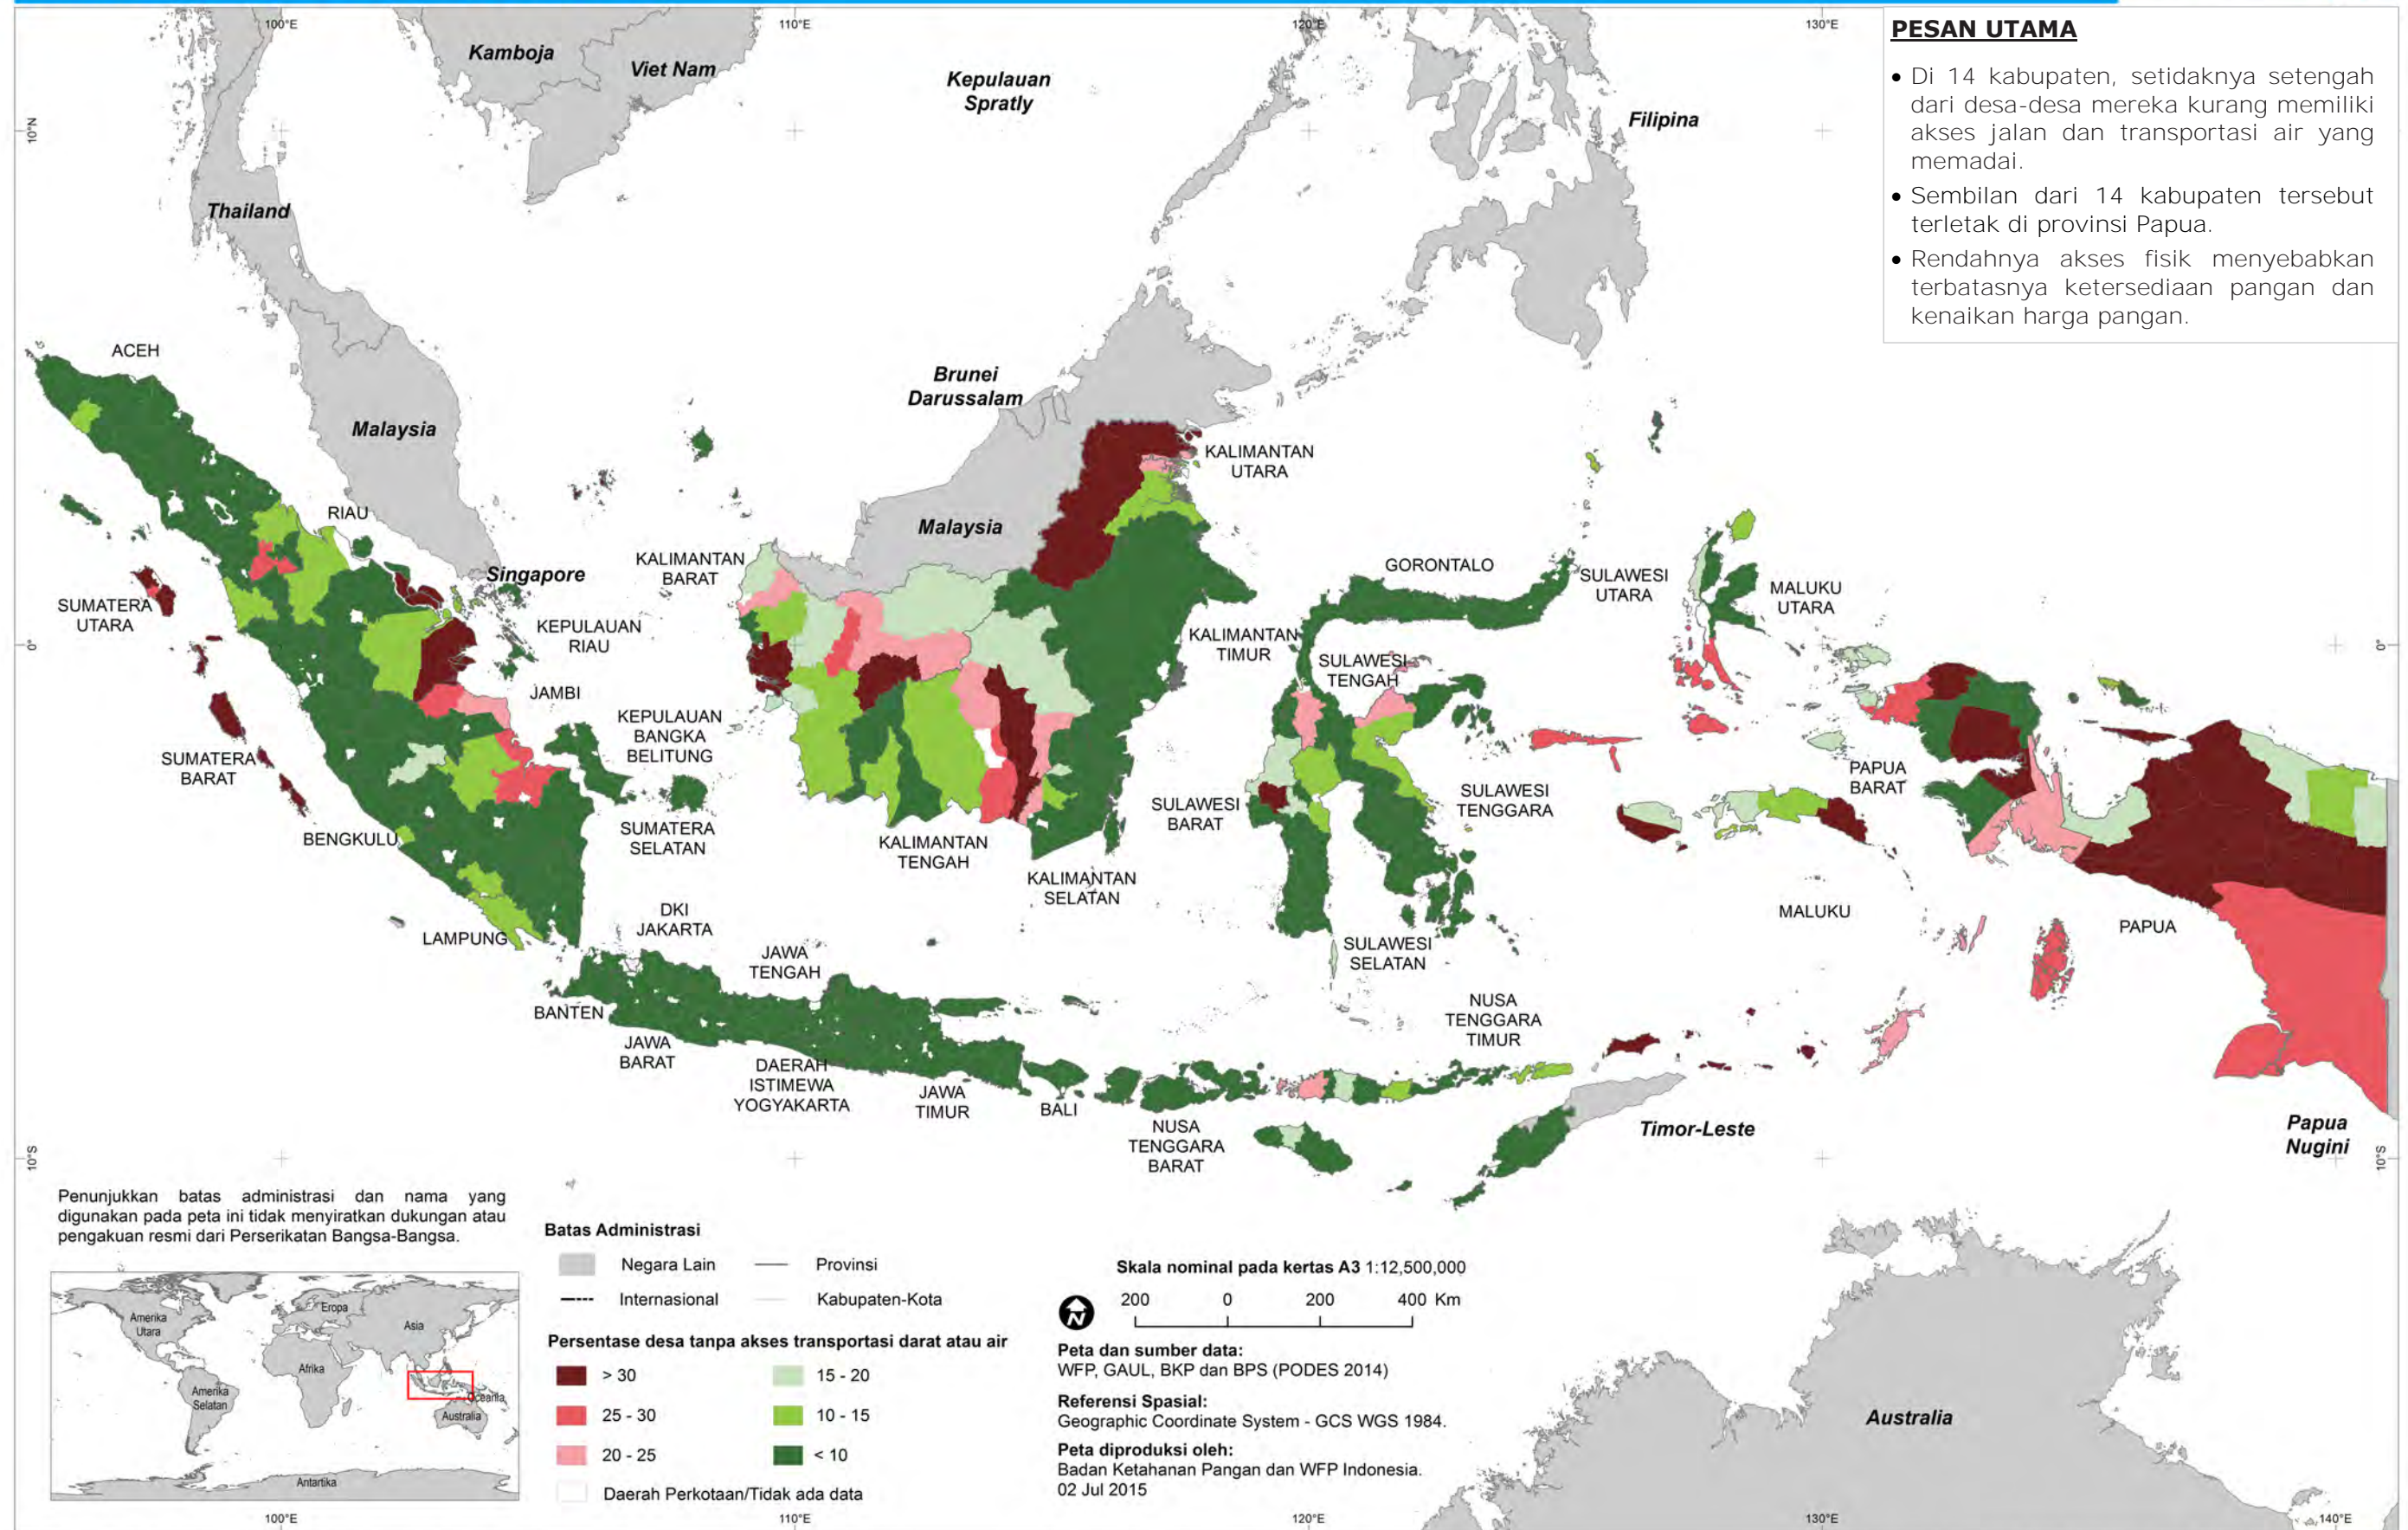 100°E
110°E
120°E
130°E
PESAN UTAMA
• Di 14 kabupaten, setidaknya setengah
dari desa-desa mereka kurang memiliki
akses jalan dan transportasi air yang
memadai.
• Sembilan dari 14 kabupaten tersebut
terletak di provinsi Papua.
• Rendahnya akses fisik menyebabkan
terbatasnya ketersediaan pangan dan
kenaikan harga pangan.
Kamboja
Viet Nam
Kepulauan
Spratly
Filipina
10°N
Thailand
ACEH
Malaysia
Brunei
Darussalam
KALIMANTAN
UTARA
RIAU
Malaysia
Singapore
KALIMANTAN
BARAT
GORONTALO
SULAWESI
UTARA
MALUKU
UTARA
SUMATERA
UTARA
KEPULAUAN
RIAU
KALIMANTAN
TIMUR
0°
0°
SULAWESI
TENGAH
JAMBI
KEPULAUAN
BANGKA
BELITUNG
SUMATERA
BARAT
PAPUA
BARAT
SULAWESI
TENGGARA
SULAWESI
BARAT
BENGKULU
SUMATERA
SELATAN
KALIMANTAN
TENGAH
KALIMANTAN
SELATAN
MALUKU
PAPUA
DKI
JAKARTA
LAMPUNG
JAWA
TENGAH
SULAWESI
SELATAN
BANTEN
NUSA
TENGGARA
TIMUR
JAWA
BARAT
DAERAH
ISTIMEWA
YOGYAKARTA
JAWA
TIMUR
BALI
NUSA
TENGGARA
BARAT
Timor-Leste
Papua
Nugini
10°S
10°S
Penunjukkan batas administrasi dan nama yang
digunakan pada peta ini tidak menyiratkan dukungan atau
pengakuan resmi dari Perserikatan Bangsa-Bangsa.
Amerika
Utara
Eropa
Asia
Afrika
Amerika
Selatan
Oceania
Australia
Antartika
Batas Administrasi
Negara Lain
Provinsi
Internasional
Kabupaten-Kota
Persentase desa tanpa akses transportasi darat atau air
> 30
15 - 20
25 - 30
10 - 15
20 - 25
< 10
Daerah Perkotaan/Tidak ada data
Skala nominal pada kertas A3 1:12,500,000
N
200 0 200 400 Km
Peta dan sumber data:
WFP, GAUL, BKP dan BPS (PODES 2014)
Referensi Spasial:
Geographic Coordinate System - GCS WGS 1984.
Peta diproduksi oleh:
Badan Ketahanan Pangan dan WFP Indonesia.
02 Jul 2015
Australia
100°E
110°E
120°E
130°E
140°E